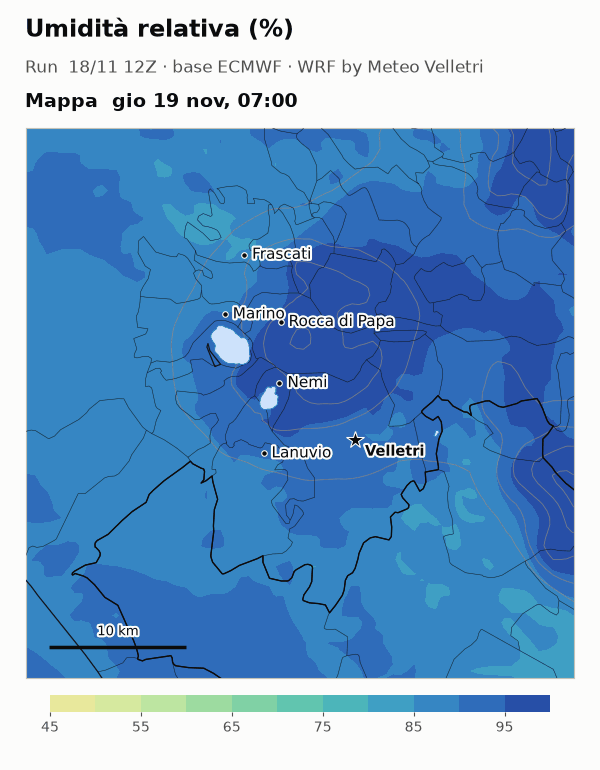 Umidità relativa (%)
Run  18/11 12Z · base ECMWF · WRF by Meteo Velletri
Mappa  gio 19 nov, 07:00
Frascati
Marino
Rocca di Papa
Nemi
Velletri
Lanuvio
10 km
45 55 65 75 85 95